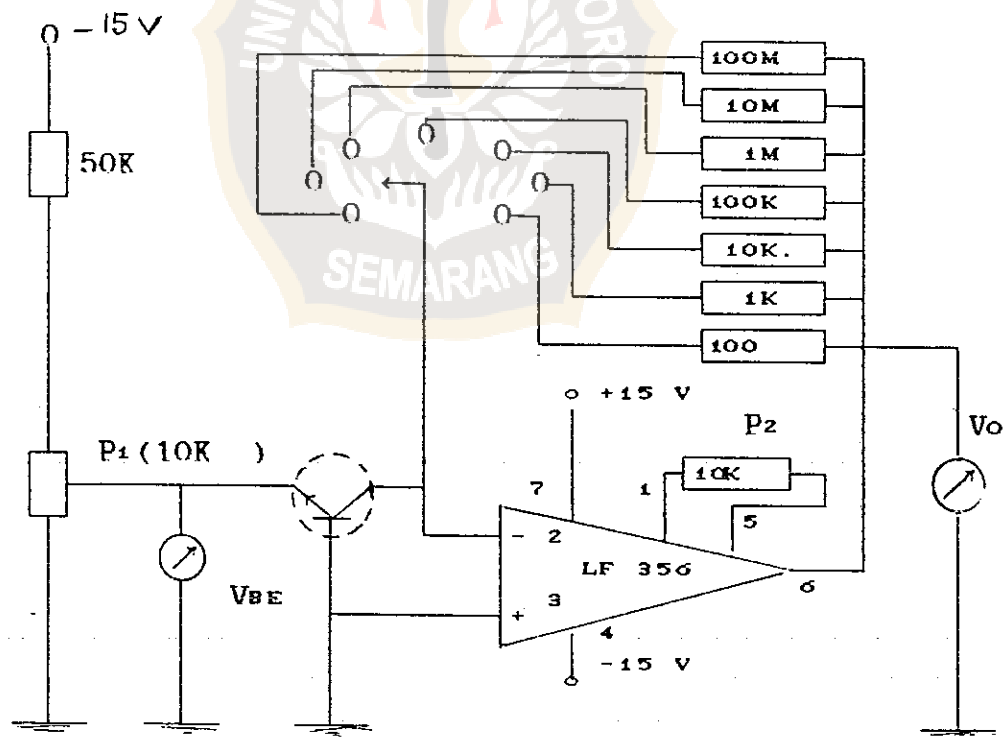 -15 V
100M
10M
1M
50K
100K
10K.
SEMARANG
1K
100
+15 V
P2
Vo
P1 (10K )
10K
7
1
5
- 2
LF 356
6
VBE
+ 3
4
-15 V